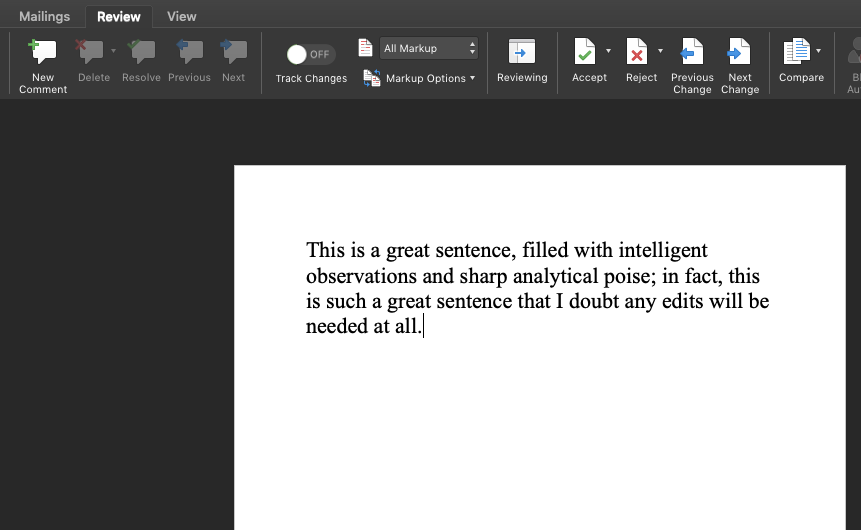 Mailings Review View
New Comment Delete Resolve Previous Next OFF Track Changes All Markup Markup Options Reviewing Accept Reject Previous Change Next Change Compare
This is a great sentence, filled with intelligent
observations and sharp analytical poise; in fact, this
is such a great sentence that I doubt any edits will be
needed at all.